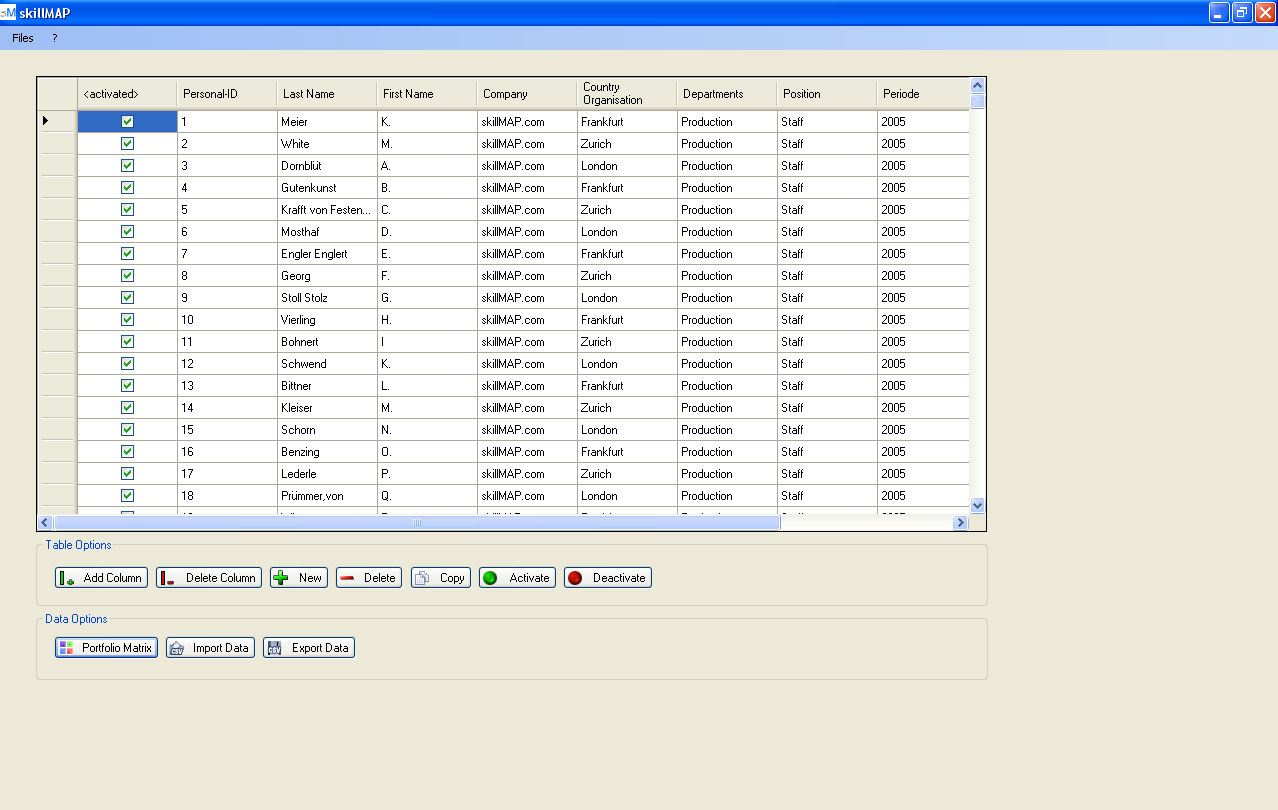 skillMAP
Files ?
<activated> Personal-ID Last Name First Name Company Country Organisation Departments Position Periode
1 Meier K. skillMAP.com Frankfurt Production Staff 2005
2 White M. skillMAP.com Zurich Production Staff 2005
3 Dornblüt A. skillMAP.com London Production Staff 2005
4 Gutenkunst B. skillMAP.com Frankfurt Production Staff 2005
5 Krafft von Festen... C. skillMAP.com Zurich Production Staff 2005
6 Mosthaf D. skillMAP.com London Production Staff 2005
7 Engler Englert E. skillMAP.com Frankfurt Production Staff 2005
8 Georg F. skillMAP.com Zurich Production Staff 2005
9 Stoll Stolz G. skillMAP.com London Production Staff 2005
10 Vierling H. skillMAP.com Frankfurt Production Staff 2005
11 Bohnert I skillMAP.com Zurich Production Staff 2005
12 Schwend K. skillMAP.com London Production Staff 2005
13 Bittner L. skillMAP.com Frankfurt Production Staff 2005
14 Kleiser M. skillMAP.com Zurich Production Staff 2005
15 Schorn N. skillMAP.com London Production Staff 2005
16 Benzing O. skillMAP.com Frankfurt Production Staff 2005
17 Lederle P. skillMAP.com Zurich Production Staff 2005
18 Prümmer,von Q. skillMAP.com London Production Staff 2005
Table Options
Add Column Delete Column New Delete Copy Activate Deactivate
Data Options
Portfolio Matrix CSV Import Data CSV Export Data